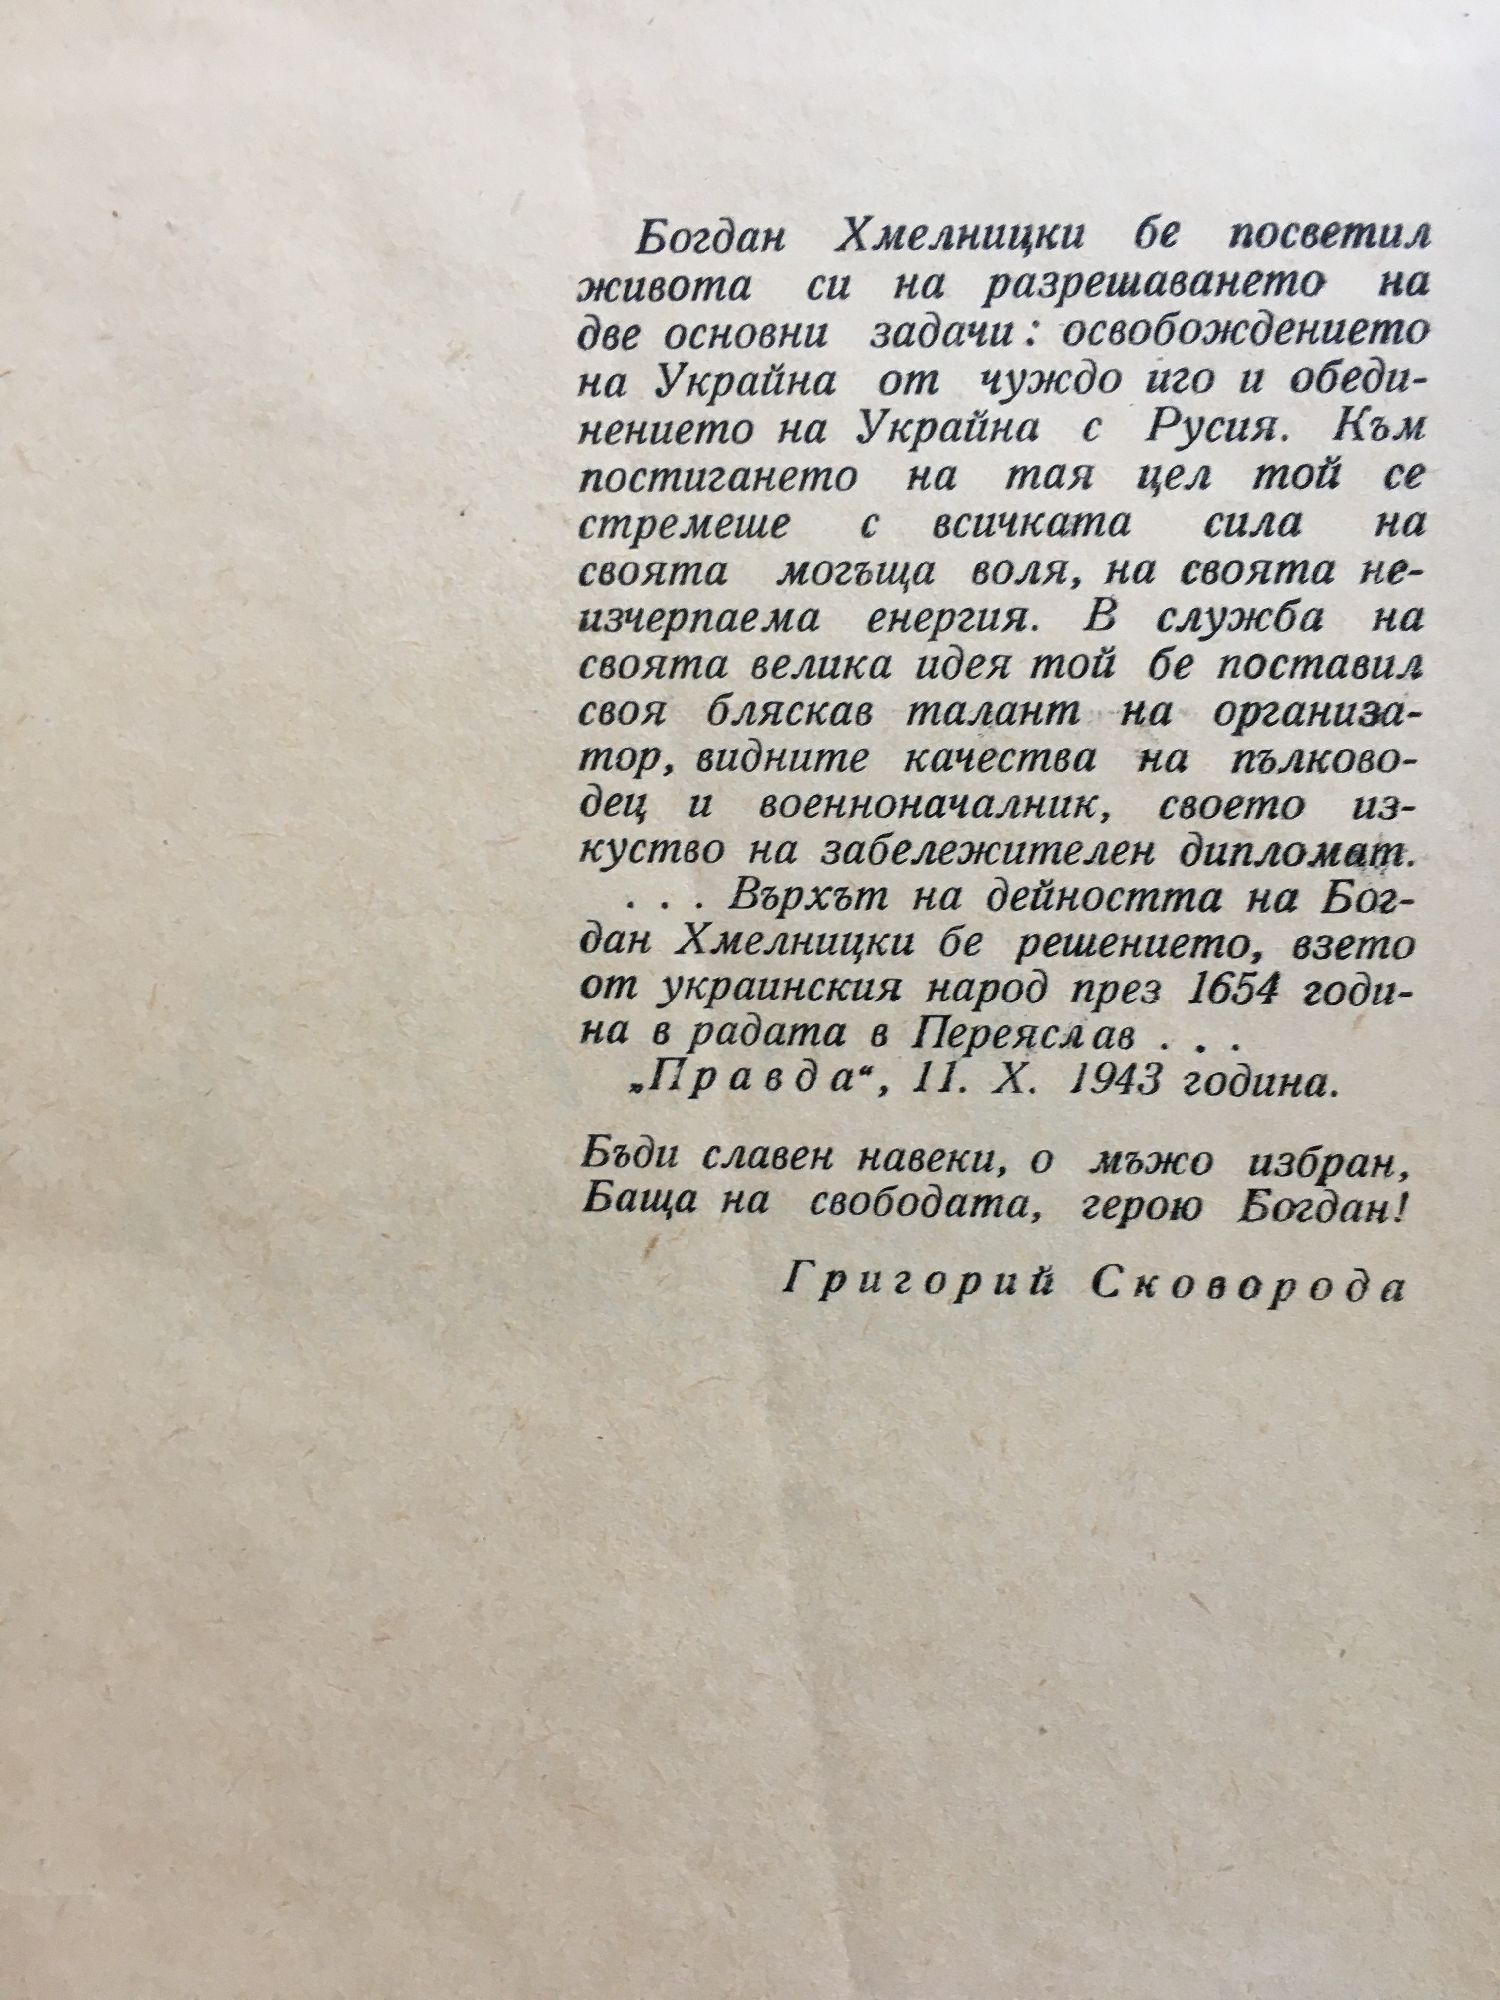 Богдан Хмелницки бе посветил
живота си на разрешаването на
две основни задачи: освобождението
на Украйна от чуждо иго и обеди-
нението на Украйна с Русия. Към
постигането на тая цел той се
стремеше с всичката сила на
своята могъща воля, на своята не-
изчерпаема енергия. В служба на
своята велика идея той бе поставил
своя бляскав талант на организа-
тор, видните качества на пълково-
дец и военноначалник, своето из-
куство на забележителен дипломат.
. . . Върхът на дейността на Бог-
дан Хмелницки бе решението, взето
от украинския народ през 1654 годи-
на в радата в Переяслав . . .
„Правда“, 11. X. 1943 година.
Бъди славен навеки, о мъжо избран,
Баща на свободата, герою Богдан!
Григорий Сковорода